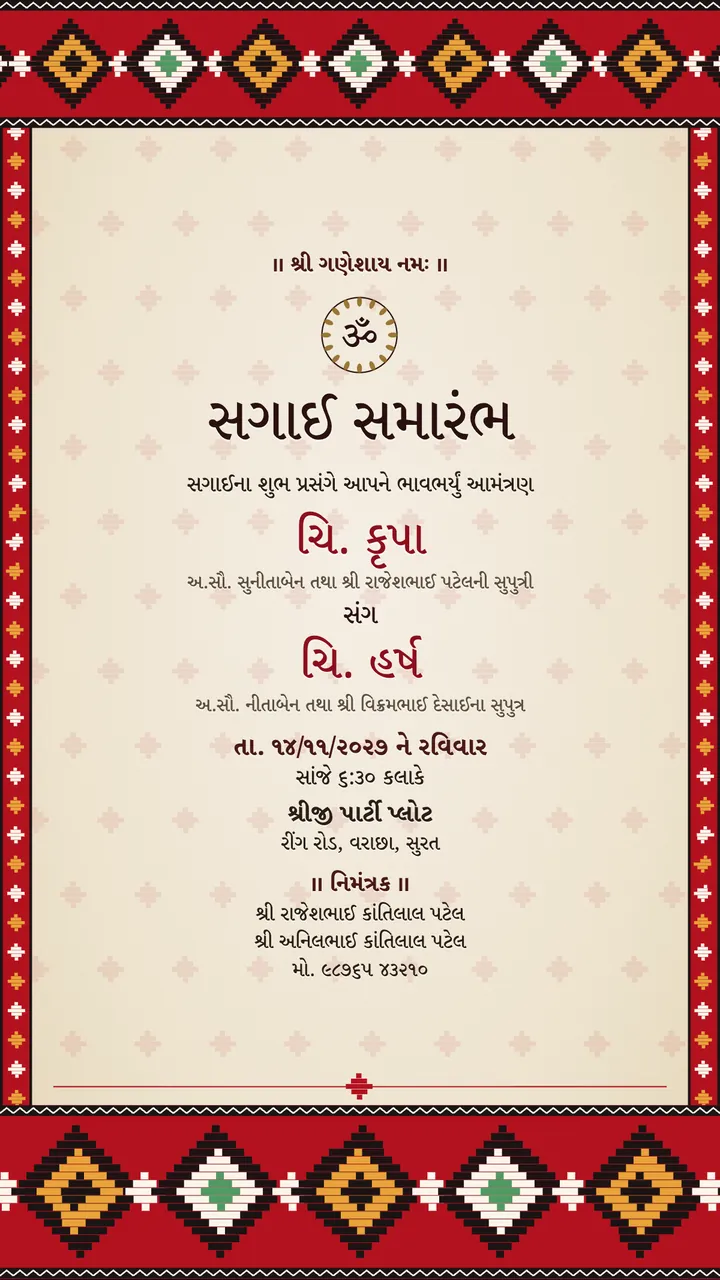 ॥ શ્રી ગણેશાય નમઃ ॥
ૐ
સગાઈ સમારંભ
સગાઈના શુભ પ્રસંગે આપને ભાવભર્યું આમંત્રણ
ચિ. કૃપા
અ.સૌ. સુનીતાબેન તથા શ્રી રાજેશભાઈ પટેલની સુપુત્રી
સંગ
ચિ. હર્ષ
અ.સૌ. નીતાબેન તથા શ્રી વિક્રમભાઈ દેસાઈના સુપુત્ર
તા. ૧૪/૧૧/૨૦૨૭ ને રવિવાર
સાંજે ૬:૩૦ કલાકે
શ્રીજી પાર્ટી પ્લોટ
રીંગ રોડ, વરાછા, સુરત
॥ નિમંત્રક ॥
શ્રી રાજેશભાઈ કાંતિલાલ પટેલ
શ્રી અનિલભાઈ કાંતિલાલ પટેલ
મો. ૯૮૭૬૫ ૪૩૨૧૦